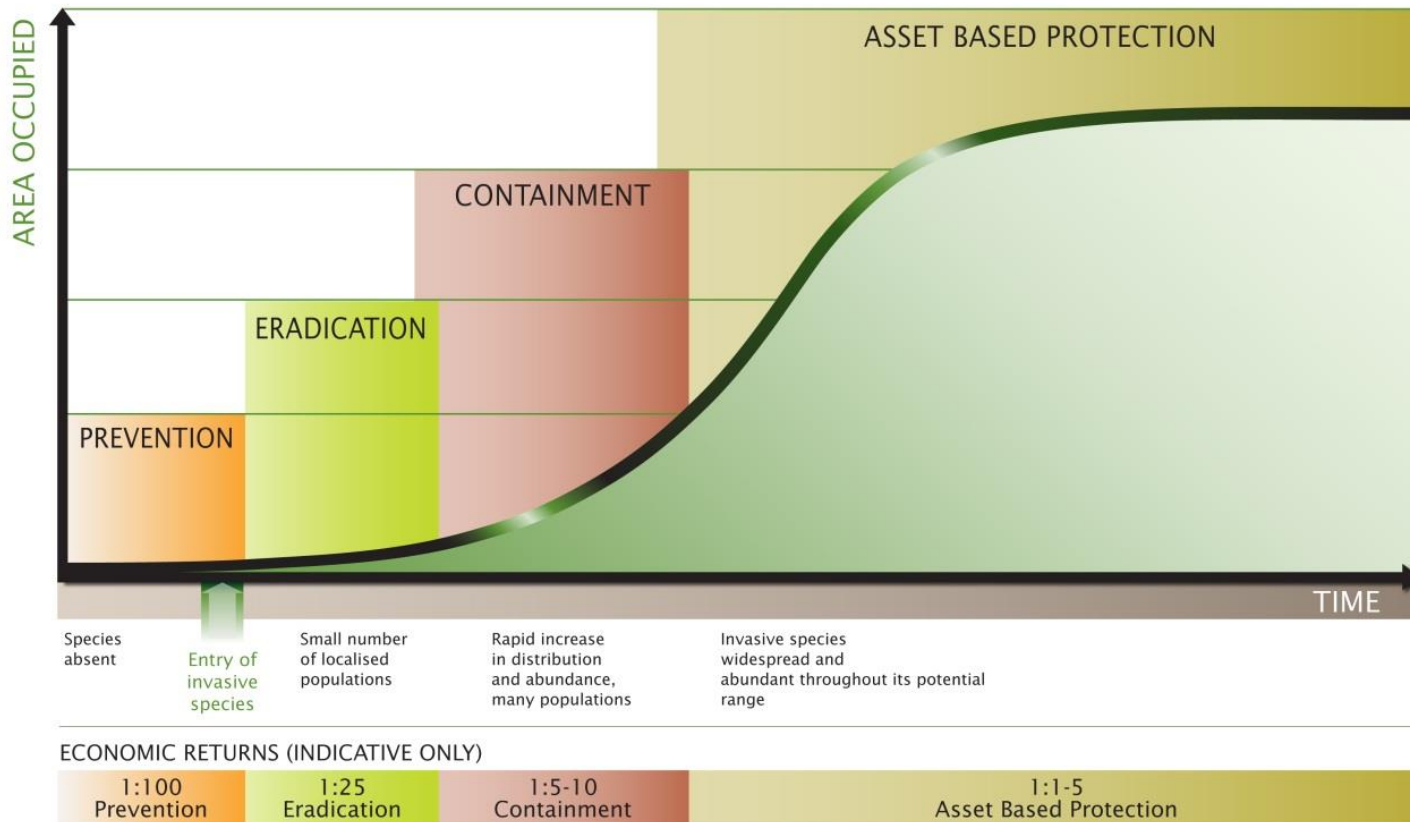 AREA OCCUPIED
ASSET BASED PROTECTION
CONTAINMENT
ERADICATION
PREVENTION
TIME
Species
absent
Entry of
invasive
species
Small number
of localised
populations
Rapid increase
in distribution
and abundance,
many populations
Invasive species
widespread and
abundant throughout its potential
range
ECONOMIC RETURNS (INDICATIVE ONLY)
1:100
Prevention
1:25
Eradication
1:5-10
Containment
1:1-5
Asset Based Protection